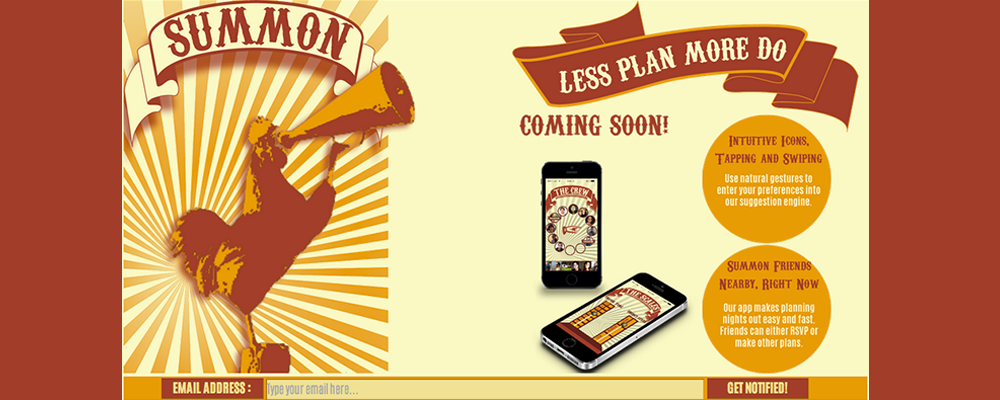 SUMMON
LESS PLAN MORE DO
COMING SOON!
INTUITIVE ICONS,
TAPPING AND SWIPING
Use natural gestures to
enter your preferences into
our suggestion engine.
THE CREW
SUMMON FRIENDS
NEARBY, RIGHT NOW
Our app makes planning
nights out easy and fast.
Friends can either RSVP or
make other plans.
EMAIL ADDRESS :
Type your email here...
GET NOTIFIED!